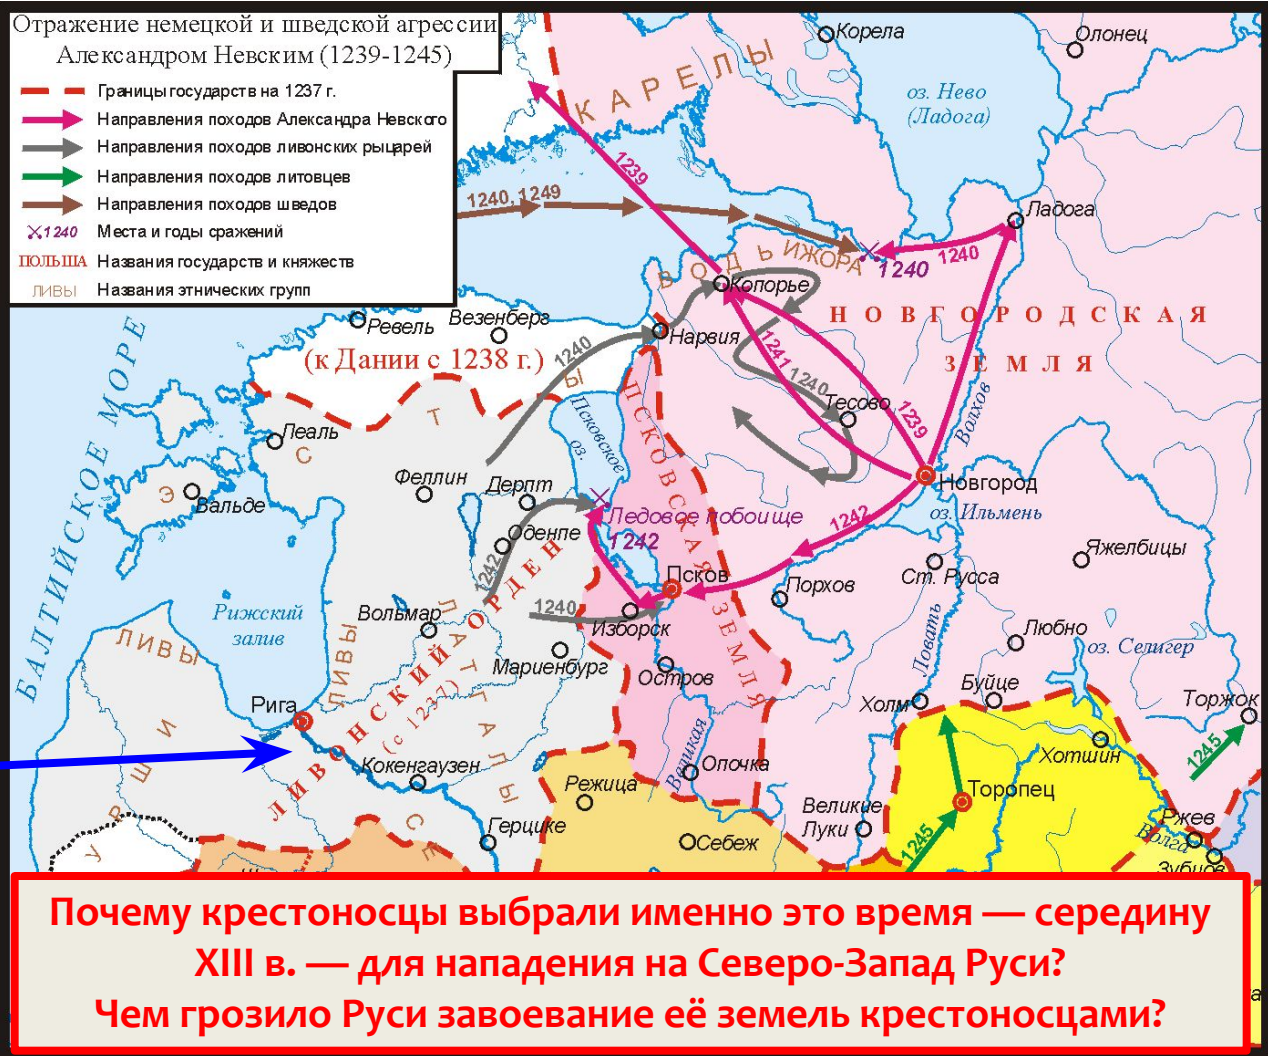 Отражение немецкой и шведской агрессии
Александром Невским (1239-1245)
Границы государств на 1237 г.
Направления походов Александра Невского
Направления походов ливонских рыцарей
Направления походов литовцев
Направления походов шведов
1240 Места и годы сражений
ПОЛЬША Названия государств и княжеств
ЛИВЫ Названия этнических групп
Корела
Олонец
КАРЕЛЫ
оз. Нево
(Ладога)
1239
1240, 1249
Ладога
1240
1240
ВОДЬ
ИЖОРА
Копорье
НОВГОРОДСКАЯ
ЗЕМЛЯ
БАЛТИЙСКОЕ МОРЕ
Ревель
Везенберг
Нарвия
(к Дании с 1238 г.)
1240
1241
1240
1239
Тесово
Волхов
ЭСТЫ
Псковское
оз.
ПСКОВСКАЯ ЗЕМЛЯ
Леаль
Вальде
Феллин
Дерпт
Оденпе
Новгород
оз. Ильмень
Ледовое побоище
1242
1242
1242
Псков
Порхов
Ст. Русса
Яжелбицы
Рижский
залив
Вольмар
1240
Изборск
Мариенбург
Остров
Ловать
Любно
оз. Селигер
ЛИВЫ
ЛИВЫ
ЛАТГАЛЫ
ЛИВОНСКИЙ ОРДЕН
(с 1237)
Рига
Холм
Буйце
Торжок
1245
Хотшин
Великая
Опочка
Кокенгаузен
Режица
Торопец
Великие
Луки
Ржев
Волга
Зубцов
Герцике
Себеж
1245
КУРШИ
СЕ
Почему крестоносцы выбрали именно это время — середину
XIII в. — для нападения на Северо-Запад Руси?
Чем грозило Руси завоевание её земель крестоносцами?